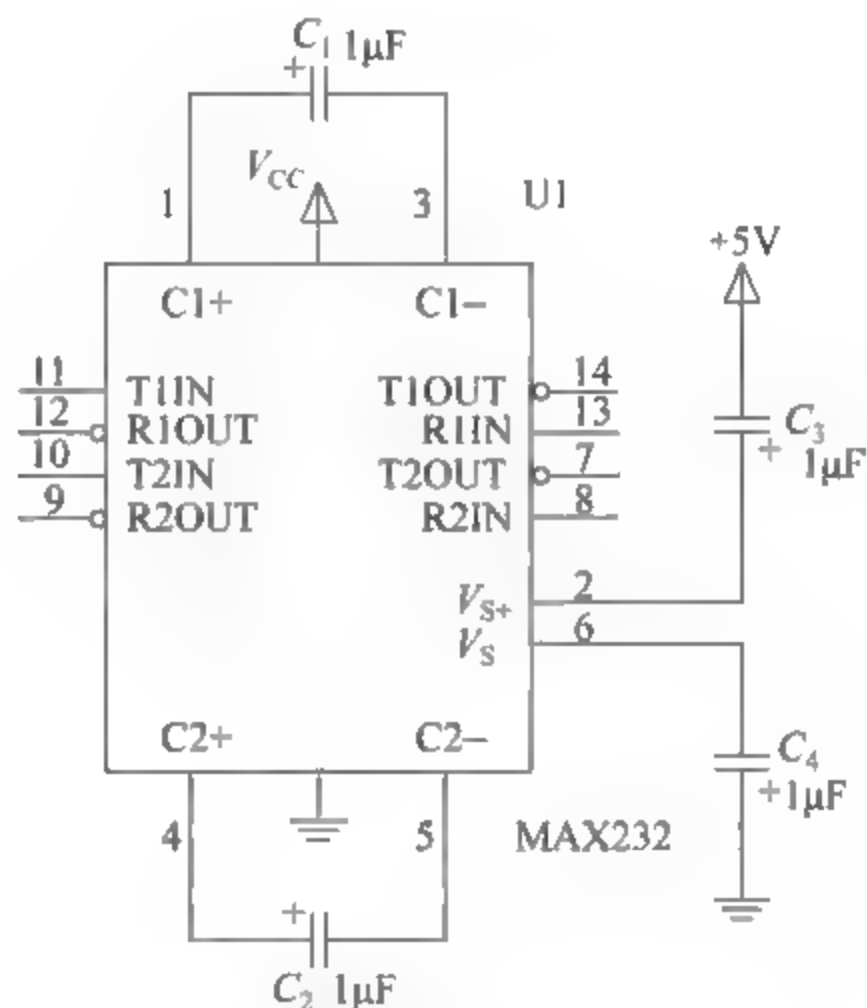 C1 1μF
+
VCC
1
3
U1
+5V
C1+
C1−
11
T1IN
T1OUT
14
12
R1OUT
R1IN
13
10
T2IN
T2OUT
7
9
R2OUT
R2IN
8
C3
+ 1μF
VS+
2
VS
6
C2+
C2−
C4
+1μF
4
5
MAX232
+
C2 1μF